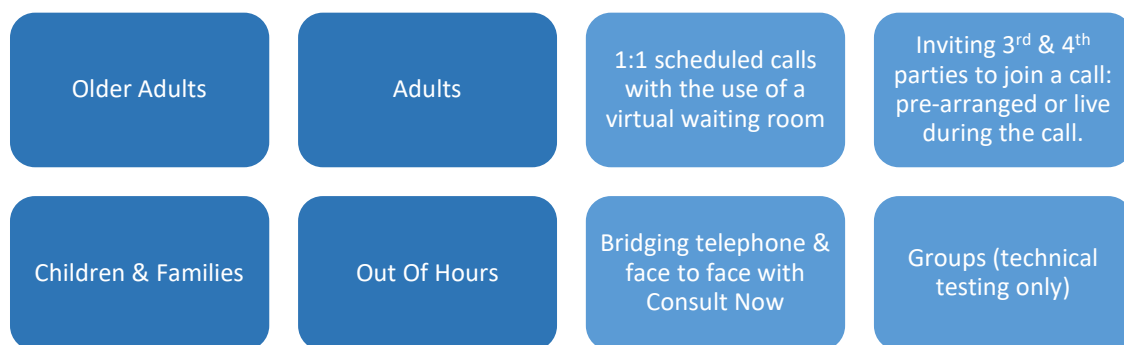 Older Adults
Adults
1:1 scheduled calls
with the use of a
virtual waiting room
Inviting 3rd & 4th
parties to join a call:
pre-arranged or live
during the call.
Children & Families
Out Of Hours
Bridging telephone &
face to face with
Consult Now
Groups (technical
testing only)